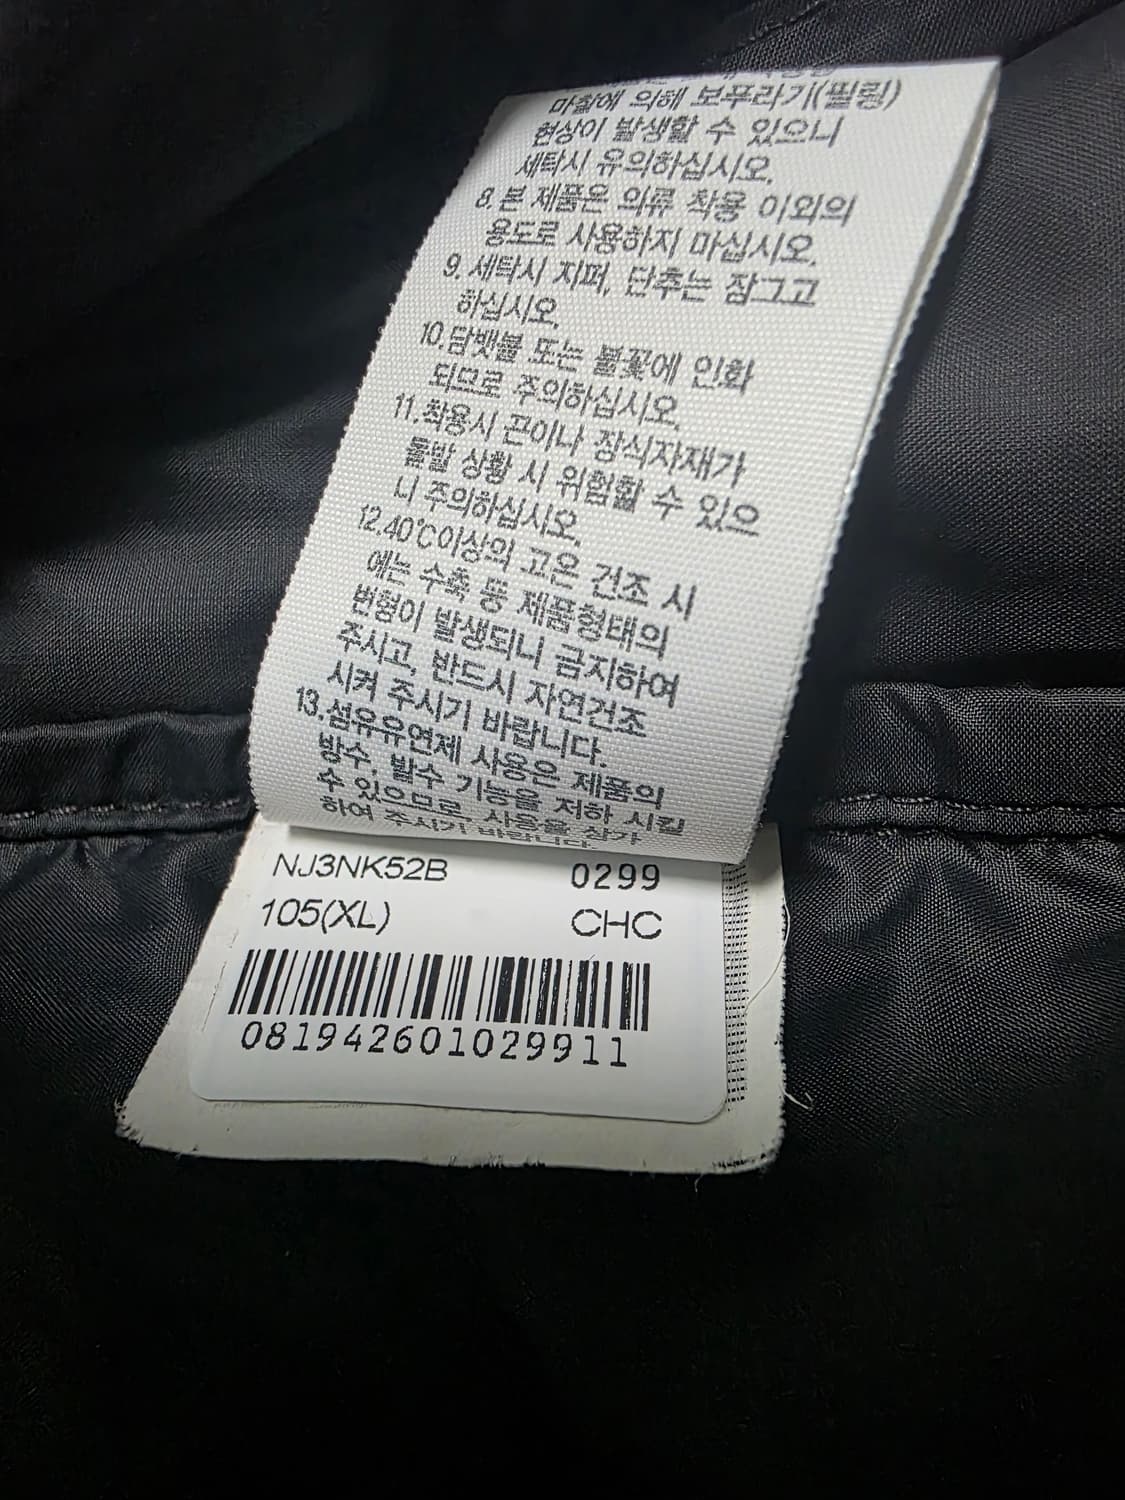 마찰에 의해 보푸라기(필링)
현상이 발생할 수 있으니
세탁시 유의하십시오.
8.본 제품은 의류 착용 이외의
용도로 사용하지 마십시오.
9.세탁시 지퍼, 단추는 잠그고
하십시오.
10.담뱃불 또는 불꽃에 인화
되므로 주의하십시오.
11.착용시 끈이나 장식자재가
돌발 상황 시 위험할 수 있으
니 주의하십시오.
12.40℃이상의 고온 건조 시
에는 수축 등 제품형태의
변형이 발생되니 금지하여
주시고, 반드시 자연건조
시켜 주시기 바랍니다.
13.섬유유연제 사용은 제품의
방수, 발수 기능을 저하 시킬
수 있으므로, 사용을 삼가
하여 주시기 바랍니다.
NJ3NK52B 0299
105(XL) CHC
081942601029911